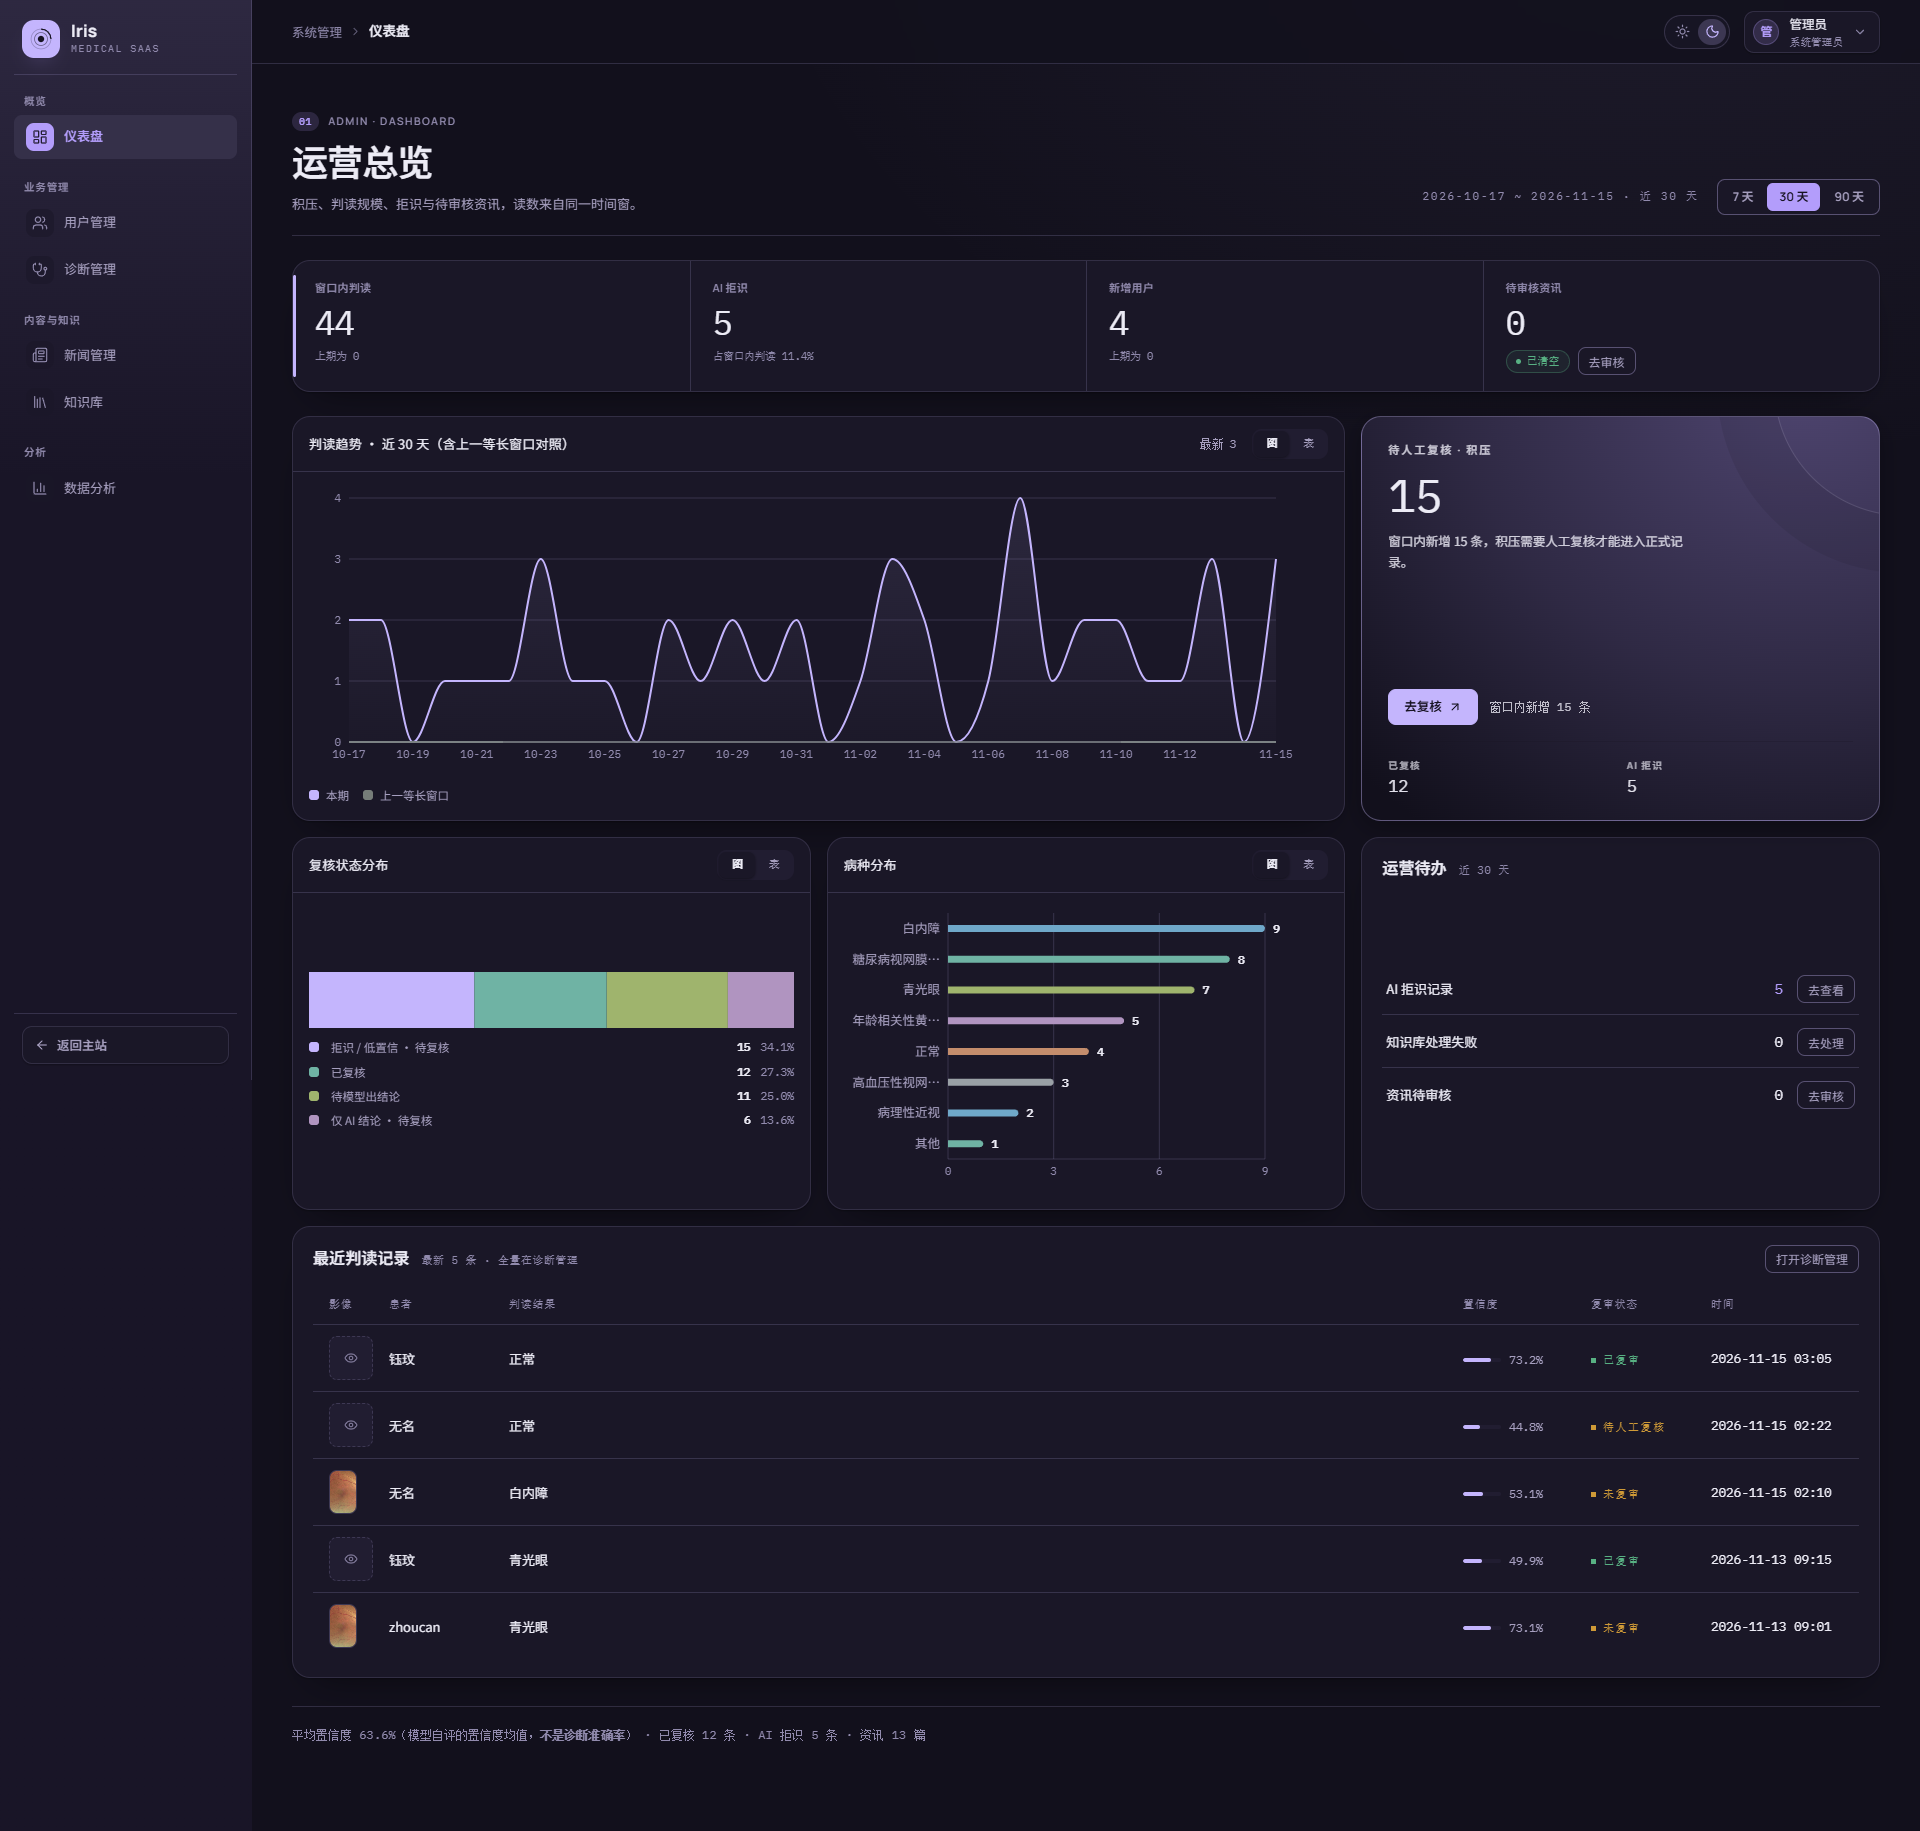 Iris
MEDICAL SAAS
概览
仪表盘
业务管理
用户管理
诊断管理
内容与知识
新闻管理
知识库
分析
数据分析
返回主站
系统管理 > 仪表盘
管
管理员
系统管理员
01 ADMIN · DASHBOARD
运营总览
积压、判读规模、拒识与待审核资讯，读数来自同一时间窗。
2026-10-17 ~ 2026-11-15 · 近 30 天
7 天 30 天 90 天
窗口内判读
44
上期为 0
AI 拒识
5
占窗口内判读 11.4%
新增用户
4
上期为 0
待审核资讯
0
已清空 去审核
判读趋势 · 近 30 天（含上一等长窗口对照）
最新 3 图 表
4
3
2
1
0
10-17 10-19 10-21 10-23 10-25 10-27 10-29 10-31 11-02 11-04 11-06 11-08 11-10 11-12 11-15
本期 上一等长窗口
待人工复核 · 积压
15
窗口内新增 15 条，积压需要人工复核才能进入正式记
录。
去复核 窗口内新增 15 条
已复核
12
AI 拒识
5
复核状态分布 图 表
拒识 / 低置信 · 待复核 15 34.1%
已复核 12 27.3%
待模型出结论 11 25.0%
仅 AI 结论 · 待复核 6 13.6%
病种分布 图 表
白内障 9
糖尿病视网膜… 8
青光眼 7
年龄相关性黄… 5
正常 4
高血压性视网… 3
病理性近视 2
其他 1
0 3 6 9
运营待办 近 30 天
AI 拒识记录 5 去查看
知识库处理失败 0 去处理
资讯待审核 0 去审核
最近判读记录 最新 5 条 · 全量在诊断管理
打开诊断管理
影像 患者 判读结果 置信度 复审状态 时间
钰玟 正常 73.2% 已复审 2026-11-15 03:05
无名 正常 44.8% 待人工复核 2026-11-15 02:22
无名 白内障 53.1% 未复审 2026-11-15 02:10
钰玟 青光眼 49.9% 已复审 2026-11-13 09:15
zhoucan 青光眼 73.1% 未复审 2026-11-13 09:01
平均置信度 63.6%（模型自评的置信度均值，不是诊断准确率） · 已复核 12 条 · AI 拒识 5 条 · 资讯 13 篇